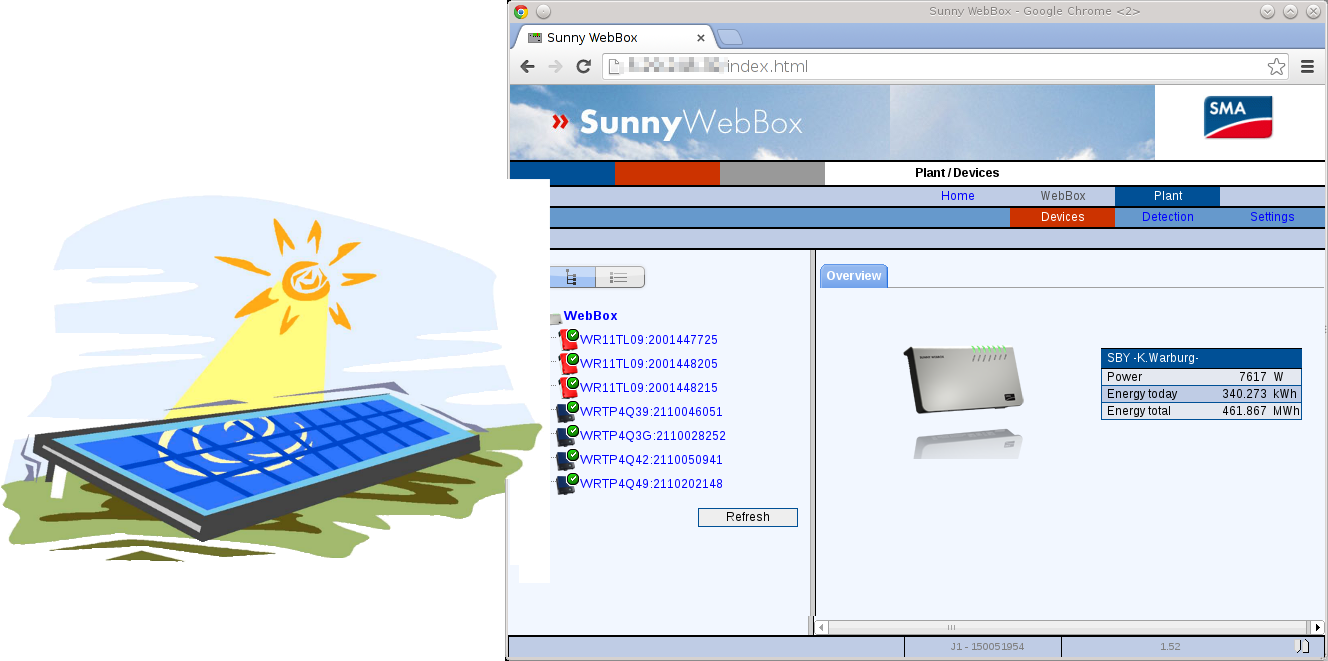 Sunny WebBox - Google Chrome <2>
Sunny WebBox
index.html
» SunnyWebBox
SMA
Plant / Devices
Home WebBox Plant
Devices Detection Settings
Overview
WebBox
WR11TL09:2001447725
WR11TL09:2001448205
WR11TL09:2001448215
WRTP4Q39:2110046051
WRTP4Q3G:2110028252
WRTP4Q42:2110050941
WRTP4Q49:2110202148
Refresh
SUNNY WEBBOX
SBY -K.Warburg-
Power 7617 W
Energy today 340.273 kWh
Energy total 461.867 MWh
J1 - 150051954 1.52